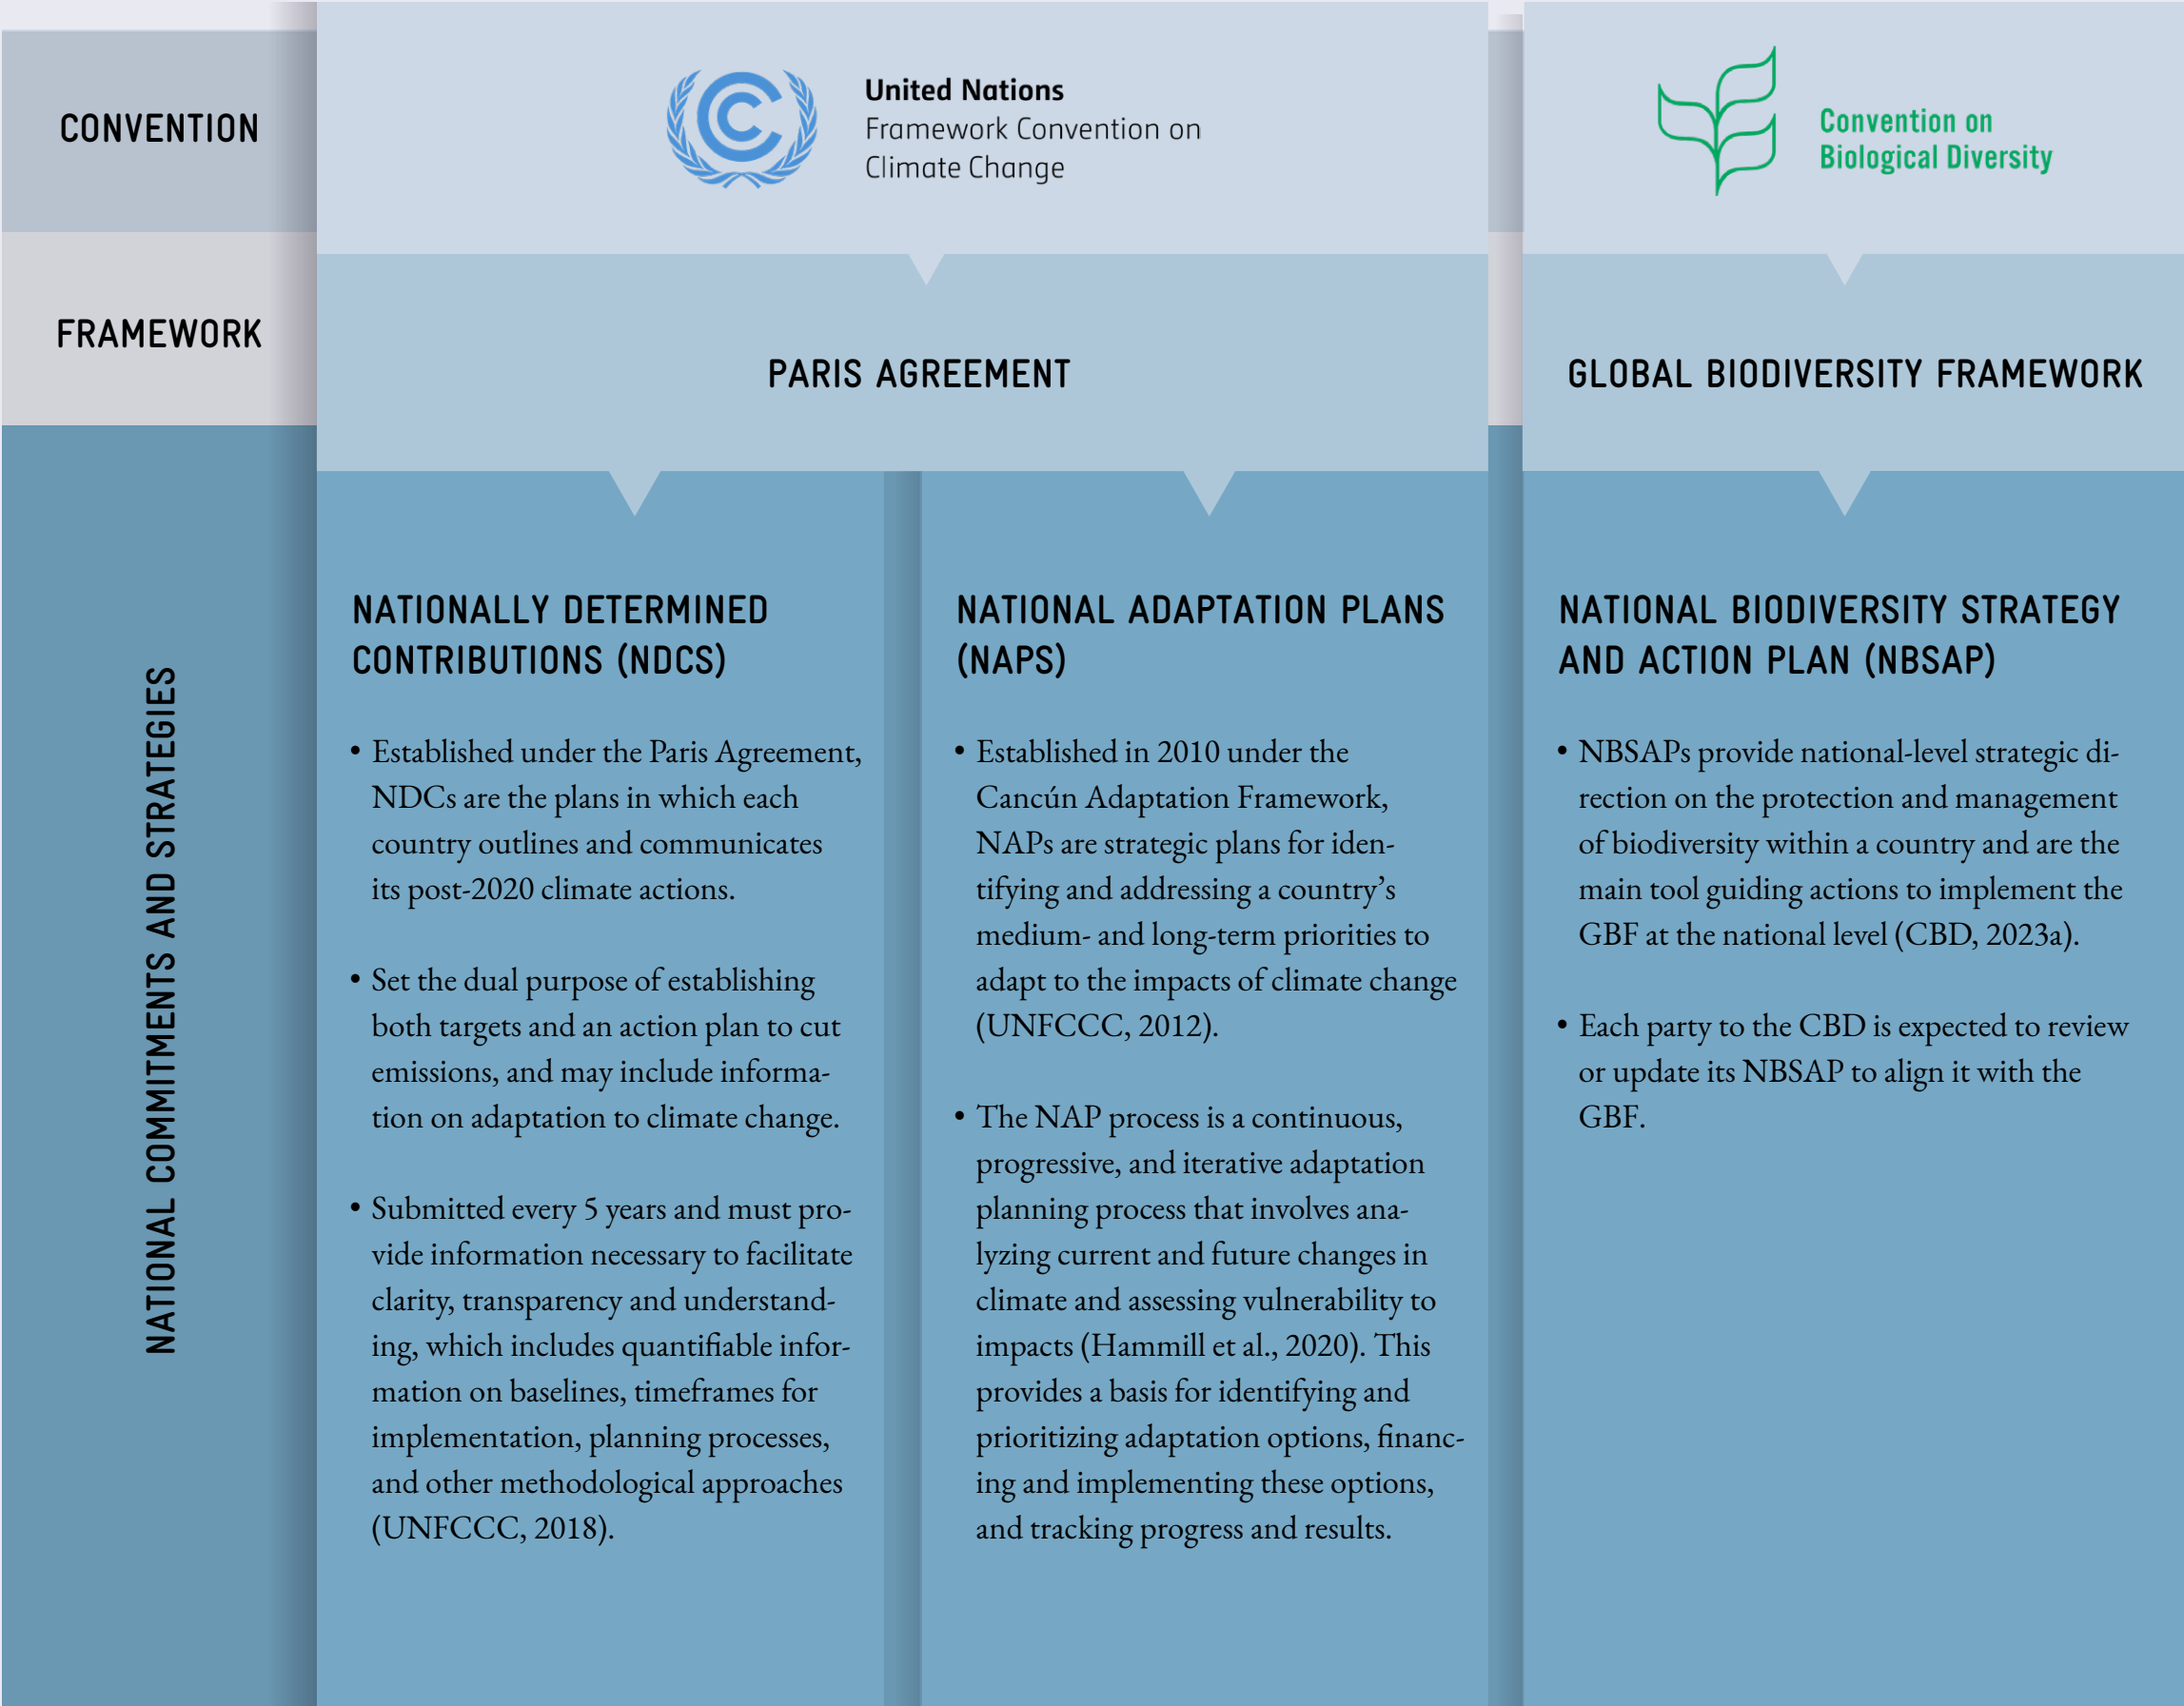 CONVENTION
United Nations
Framework Convention on
Climate Change
Convention on
Biological Diversity
FRAMEWORK
PARIS AGREEMENT
GLOBAL BIODIVERSITY FRAMEWORK
NATIONAL COMMITMENTS AND STRATEGIES
NATIONALLY DETERMINED
CONTRIBUTIONS (NDCS)
• Established under the Paris Agreement,
NDCs are the plans in which each
country outlines and communicates
its post-2020 climate actions.
• Set the dual purpose of establishing
both targets and an action plan to cut
emissions, and may include informa-
tion on adaptation to climate change.
• Submitted every 5 years and must pro-
vide information necessary to facilitate
clarity, transparency and understand-
ing, which includes quantifiable infor-
mation on baselines, timeframes for
implementation, planning processes,
and other methodological approaches
(UNFCCC, 2018).
NATIONAL ADAPTATION PLANS
(NAPS)
• Established in 2010 under the
Cancún Adaptation Framework,
NAPs are strategic plans for iden-
tifying and addressing a country’s
medium- and long-term priorities to
adapt to the impacts of climate change
(UNFCCC, 2012).
• The NAP process is a continuous,
progressive, and iterative adaptation
planning process that involves ana-
lyzing current and future changes in
climate and assessing vulnerability to
impacts (Hammill et al., 2020). This
provides a basis for identifying and
prioritizing adaptation options, financ-
ing and implementing these options,
and tracking progress and results.
NATIONAL BIODIVERSITY STRATEGY
AND ACTION PLAN (NBSAP)
• NBSAPs provide national-level strategic di-
rection on the protection and management
of biodiversity within a country and are the
main tool guiding actions to implement the
GBF at the national level (CBD, 2023a).
• Each party to the CBD is expected to review
or update its NBSAP to align it with the
GBF.